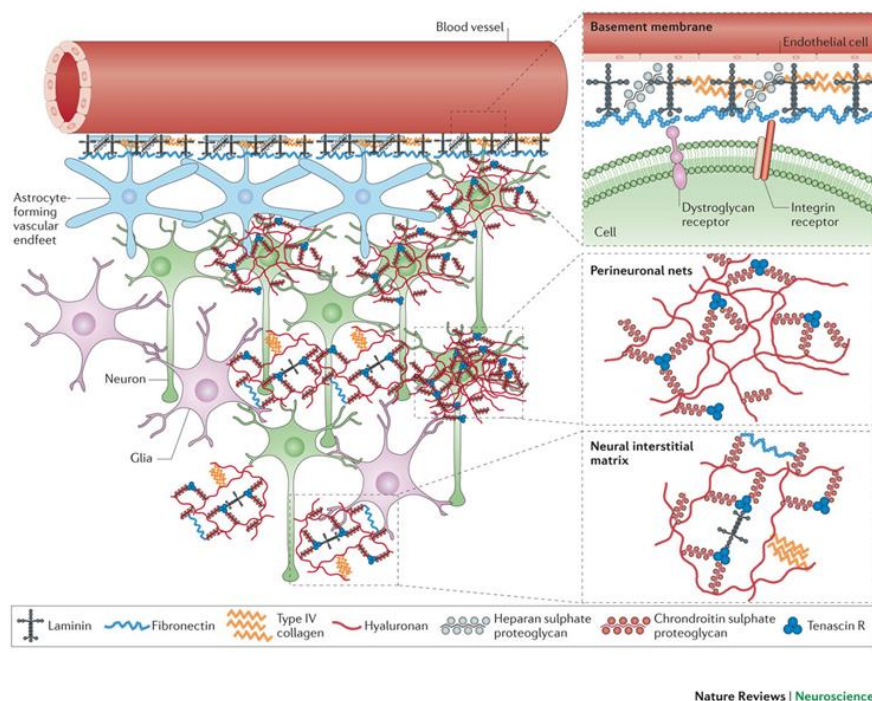 Blood vessel
Basement membrane
Endothelial cell
Astrocyte-
forming
vascular
endfeet
Dystroglycan
receptor
Integrin
receptor
Cell
Perineuronal nets
Neuron
Glia
Neural interstitial
matrix
Laminin
Fibronectin
Type IV
collagen
Hyaluronan
Heparan sulphate
proteoglycan
Chrondroitin sulphate
proteoglycan
Tenascin R
Nature Reviews | Neuroscience